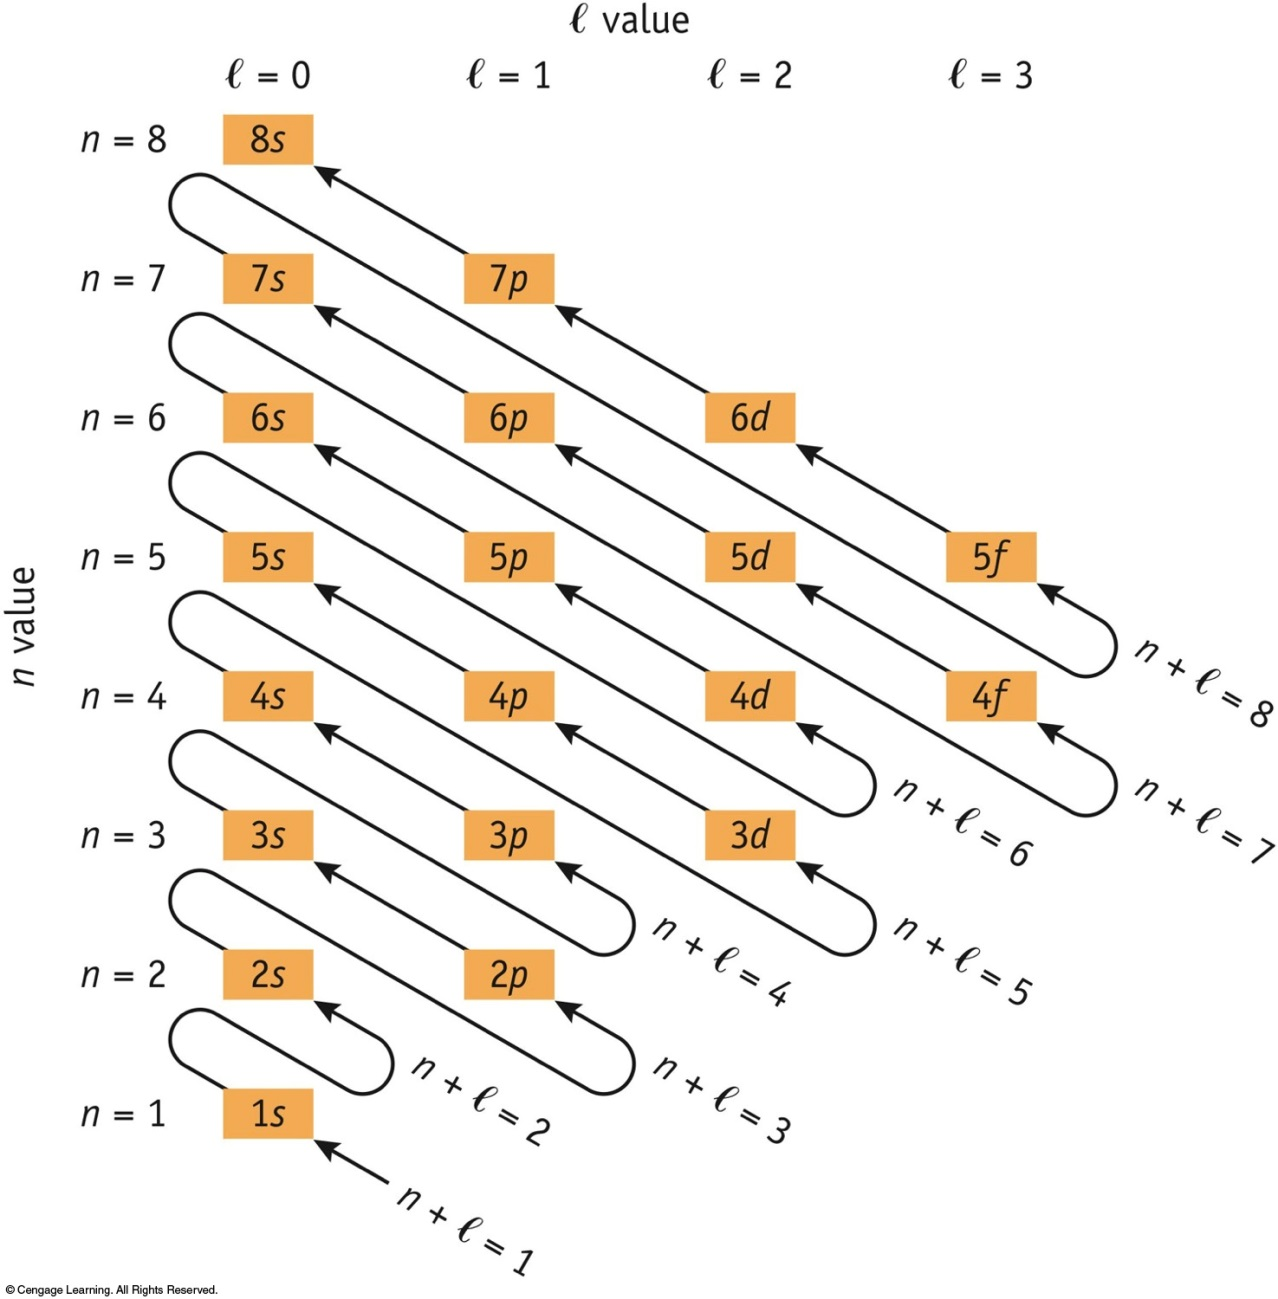 ℓ value
ℓ = 0 ℓ = 1 ℓ = 2 ℓ = 3
n = 8 8s
n = 7 7s 7p
n = 6 6s 6p 6d
n = 5 5s 5p 5d 5f
n value
n + ℓ = 8
n = 4 4s 4p 4d 4f
n + ℓ = 7
n + ℓ = 6
n = 3 3s 3p 3d
n + ℓ = 5
n + ℓ = 4
n = 2 2s 2p
n + ℓ = 3
n + ℓ = 2
n = 1 1s
n + ℓ = 1
© Cengage Learning. All Rights Reserved.